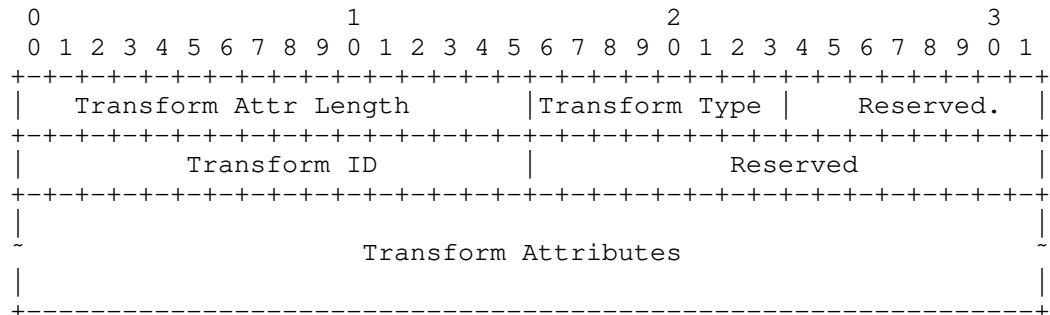 0                   1                   2                   3
 0 1 2 3 4 5 6 7 8 9 0 1 2 3 4 5 6 7 8 9 0 1 2 3 4 5 6 7 8 9 0 1
+-+-+-+-+-+-+-+-+-+-+-+-+-+-+-+-+-+-+-+-+-+-+-+-+-+-+-+-+-+-+-+-+
|   Transform Attr Length       |Transform Type |    Reserved.  |
+-+-+-+-+-+-+-+-+-+-+-+-+-+-+-+-+-+-+-+-+-+-+-+-+-+-+-+-+-+-+-+-+
|          Transform ID         |            Reserved           |
+-+-+-+-+-+-+-+-+-+-+-+-+-+-+-+-+-+-+-+-+-+-+-+-+-+-+-+-+-+-+-+-+
|                                                               |
~                     Transform Attributes                      ~
|                                                               |
+---------------------------------------------------------------+